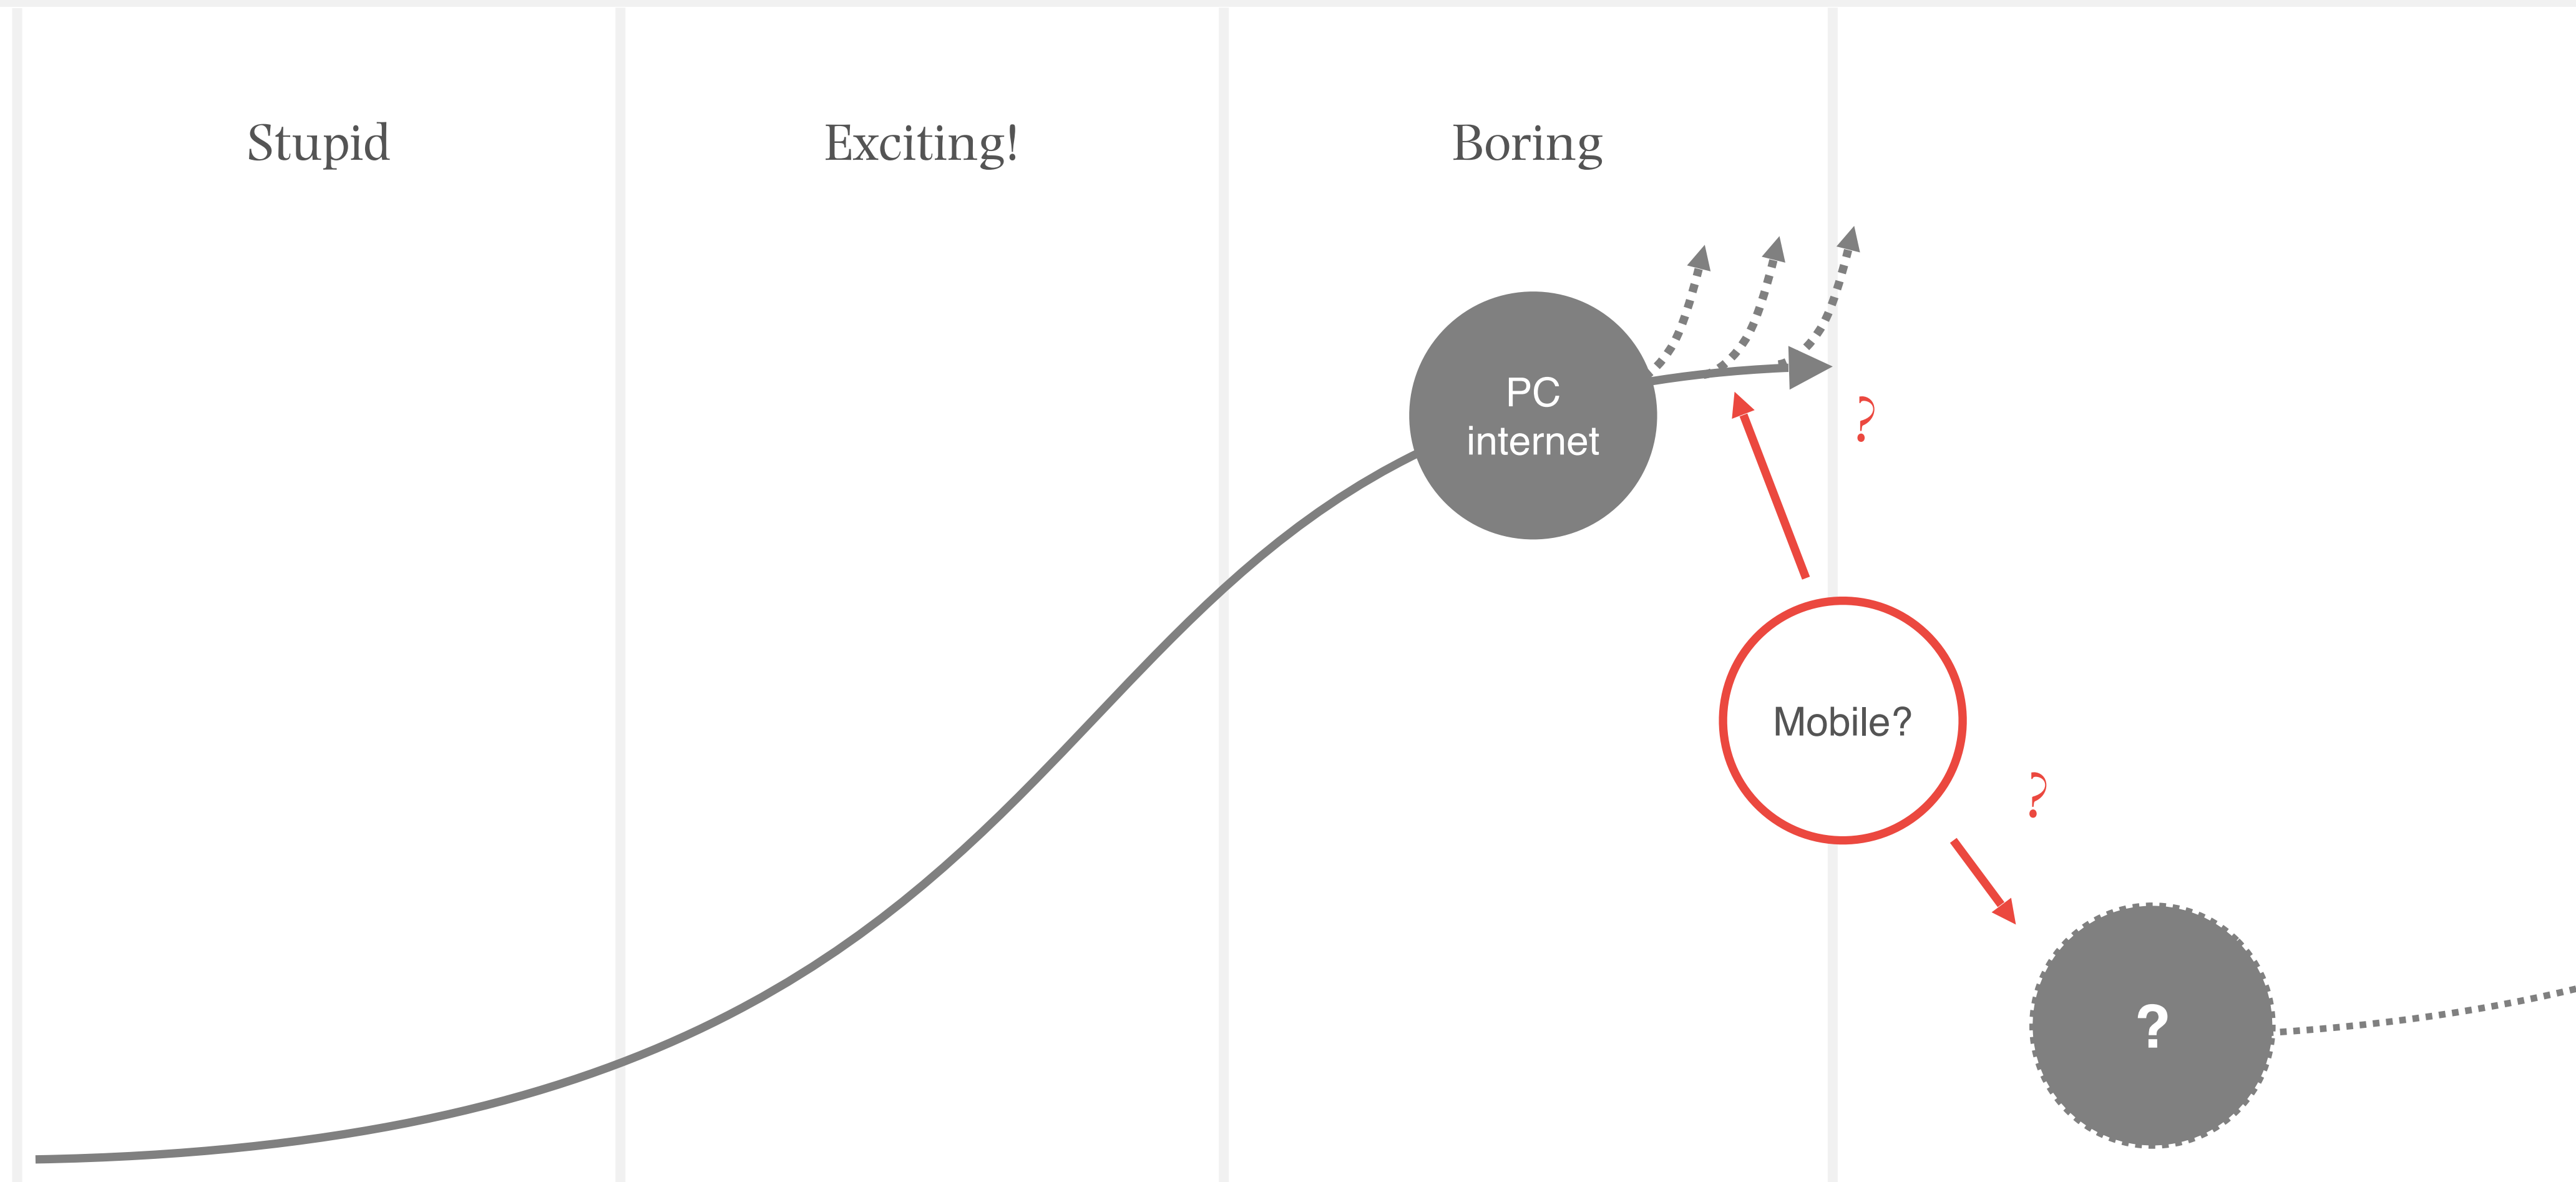 Stupid
Exciting!
Boring
PC
internet
?
Mobile?
?
?